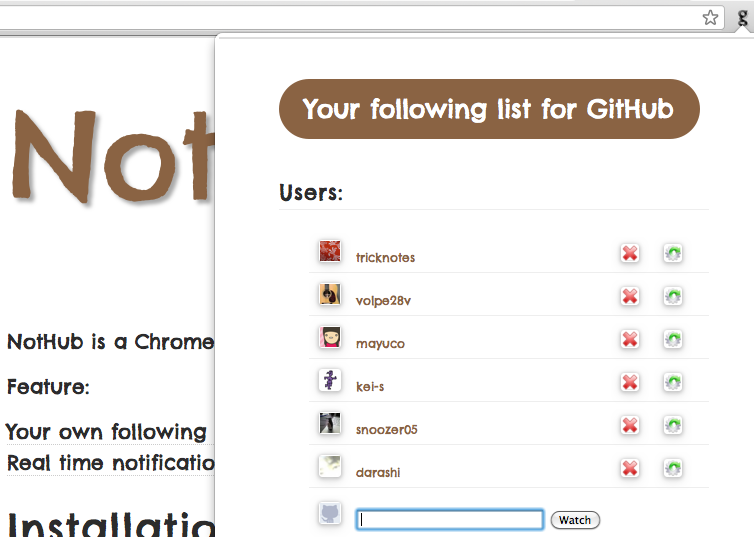 g
Not
Your following list for GitHub
Users:
tricknotes
volpe28v
NotHub is a Chrome
mayuco
Feature:
kei-s
Your own following
snoozer05
Real time notificatio
darashi
Installatio
Watch